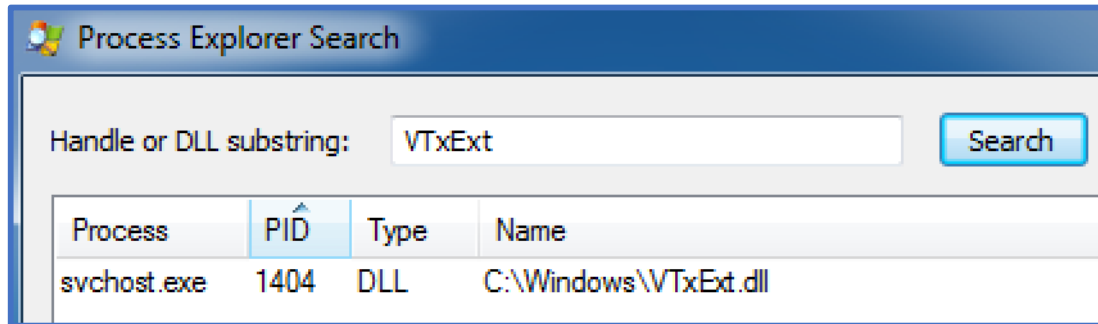 Process Explorer Search
Handle or DLL substring: VTxExt Search
Process PID Type Name
svchost.exe 1404 DLL C:\Windows\VTxExt.dll